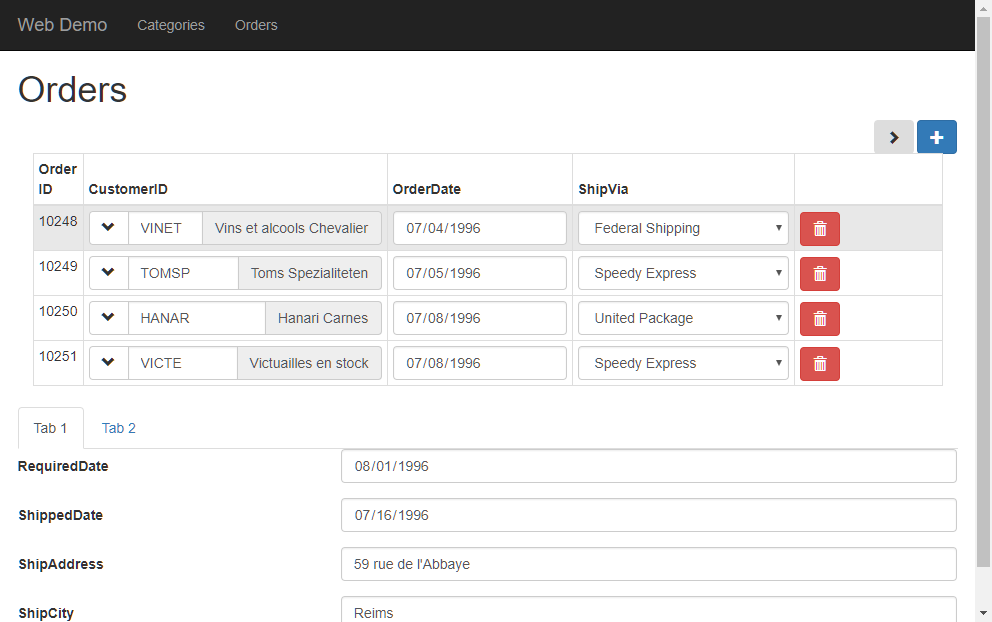 Web Demo Categories Orders
Orders
Order ID CustomerID OrderDate ShipVia
10248 VINET Vins et alcools Chevalier 07/04/1996 Federal Shipping
10249 TOMSP Toms Spezialiteten 07/05/1996 Speedy Express
10250 HANAR Hanari Carnes 07/08/1996 United Package
10251 VICTE Victuailles en stock 07/08/1996 Speedy Express
Tab 1 Tab 2
RequiredDate 08/01/1996
ShippedDate 07/16/1996
ShipAddress 59 rue de l'Abbaye
ShipCity Reims